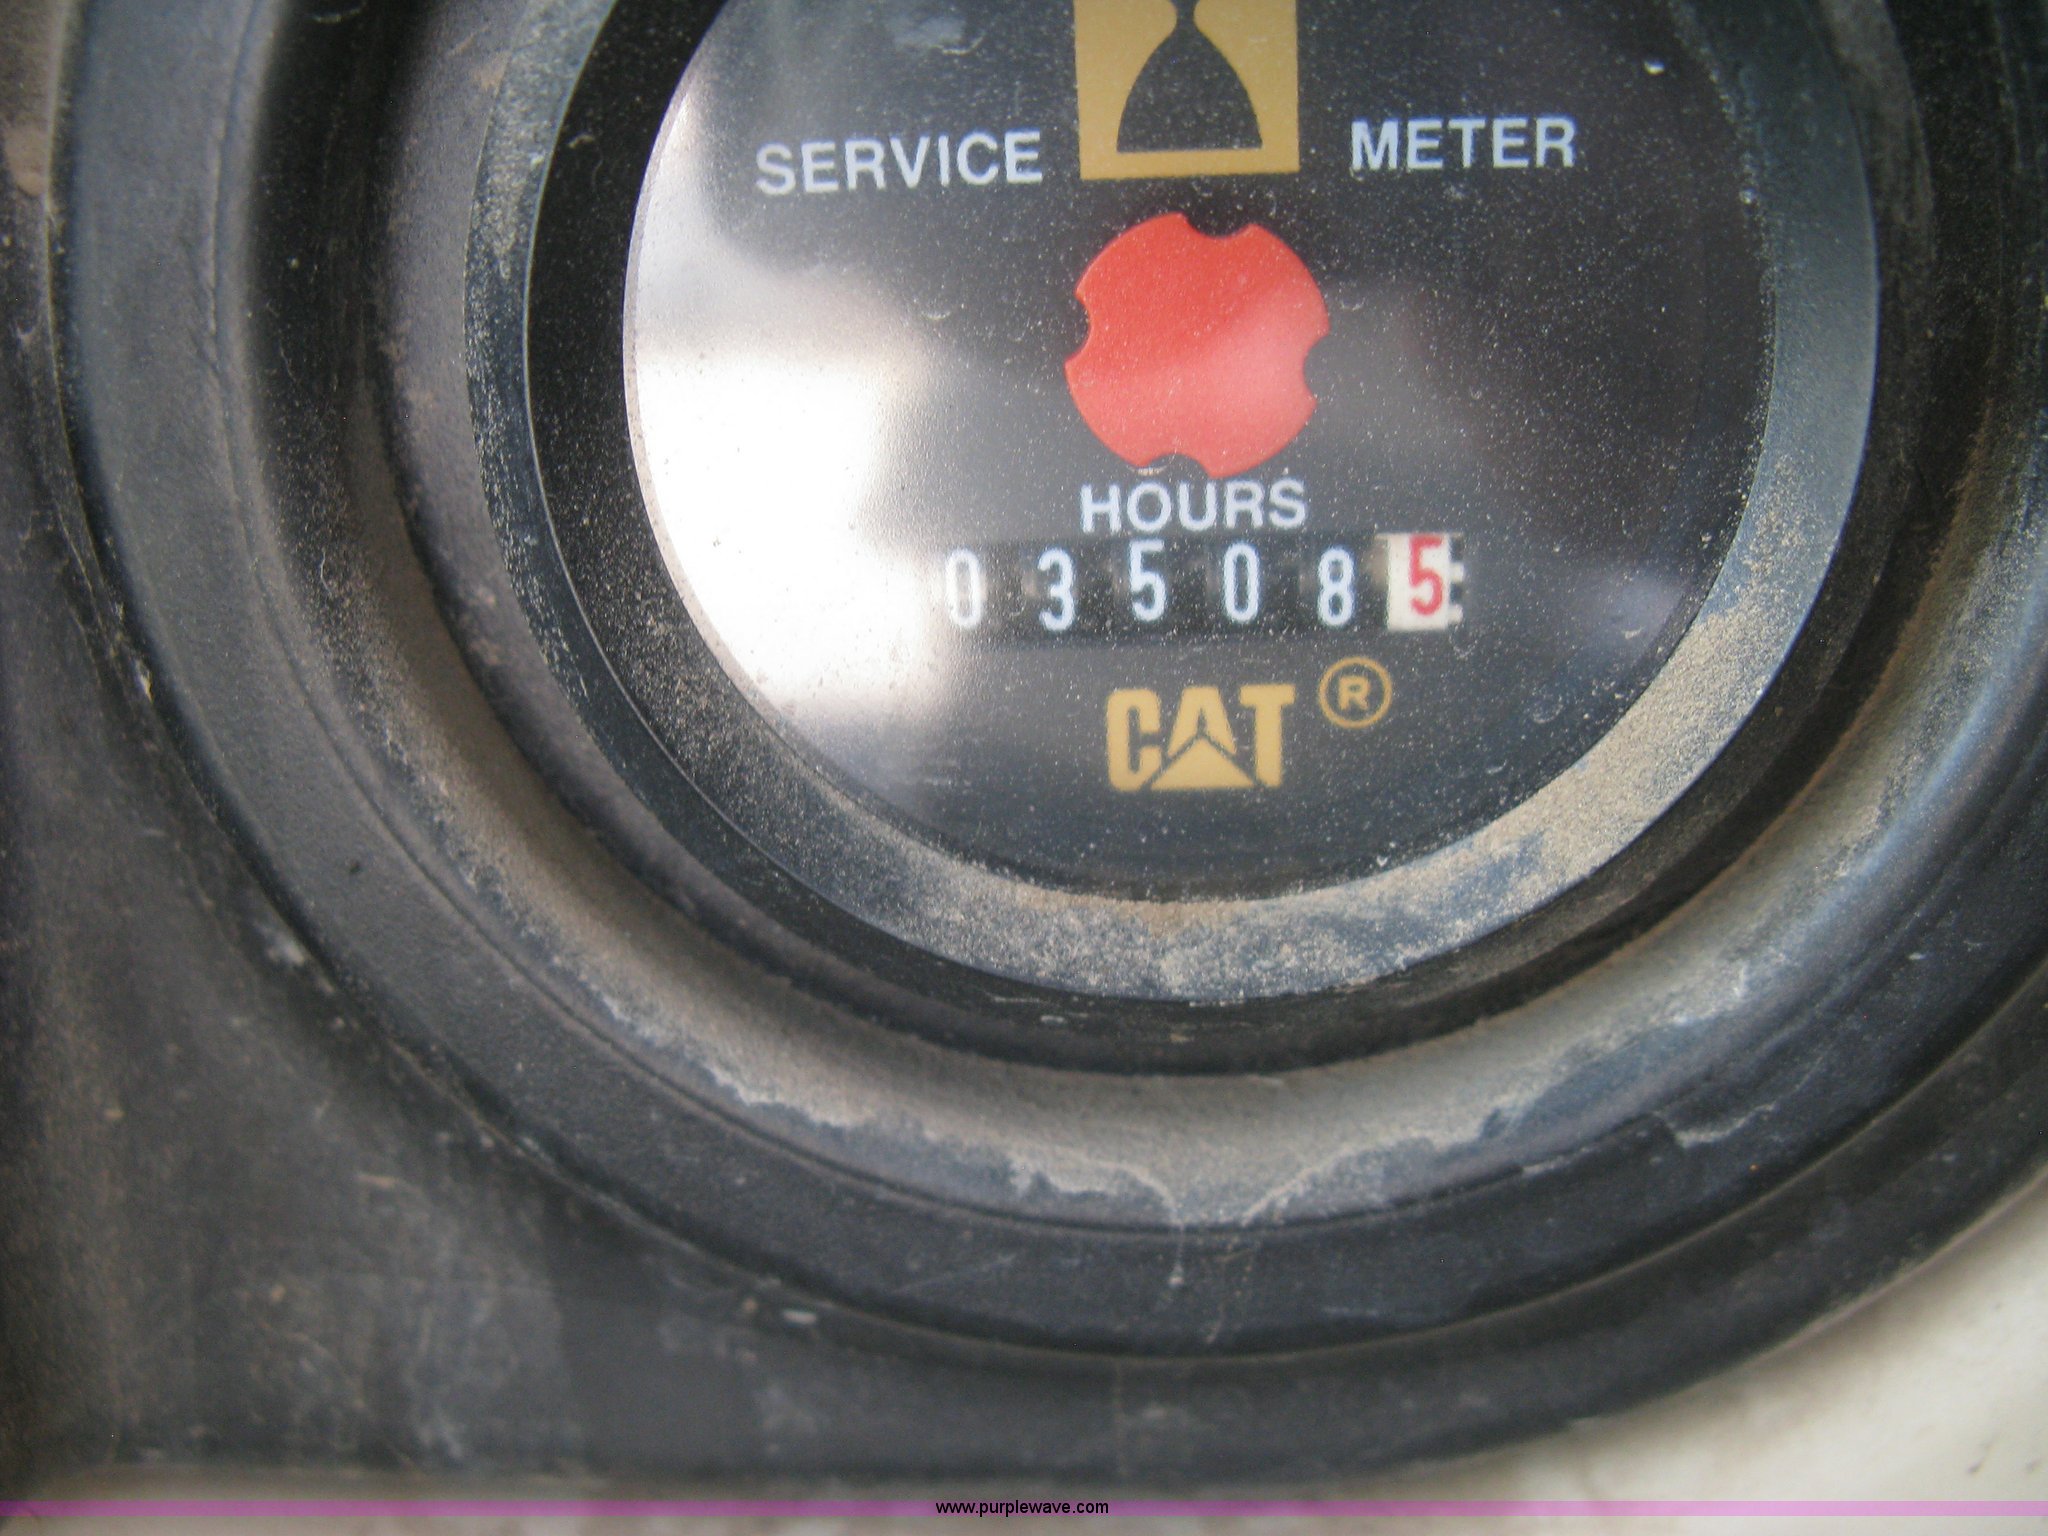 SERVICE METER
HOURS
035085
CAT ®
www.purplewave.com